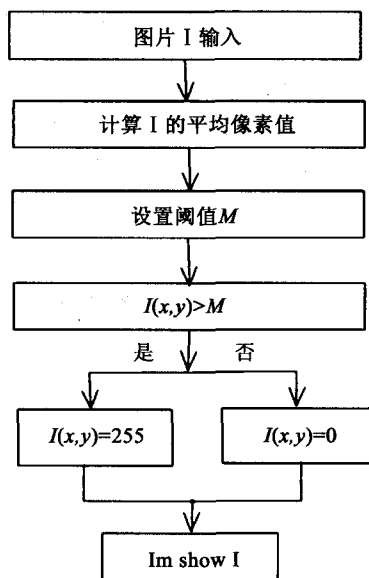 图片 I 输入
计算 I 的平均像素值
设置阈值M
I(x,y)>M
是 否
I(x,y)=255 I(x,y)=0
Im show I